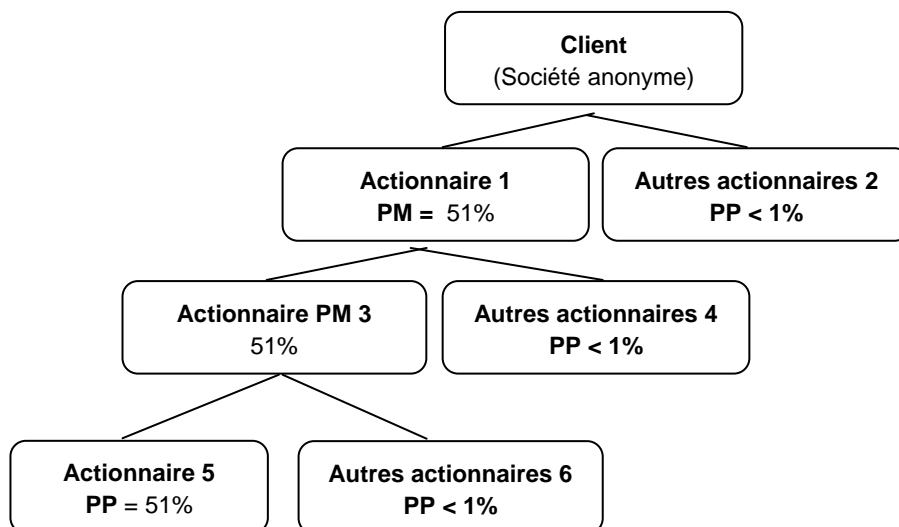 Client
(Société anonyme)
Actionnaire 1
PM = 51%
Autres actionnaires 2
PP < 1%
Actionnaire PM 3
51%
Autres actionnaires 4
PP < 1%
Actionnaire 5
PP = 51%
Autres actionnaires 6
PP < 1%